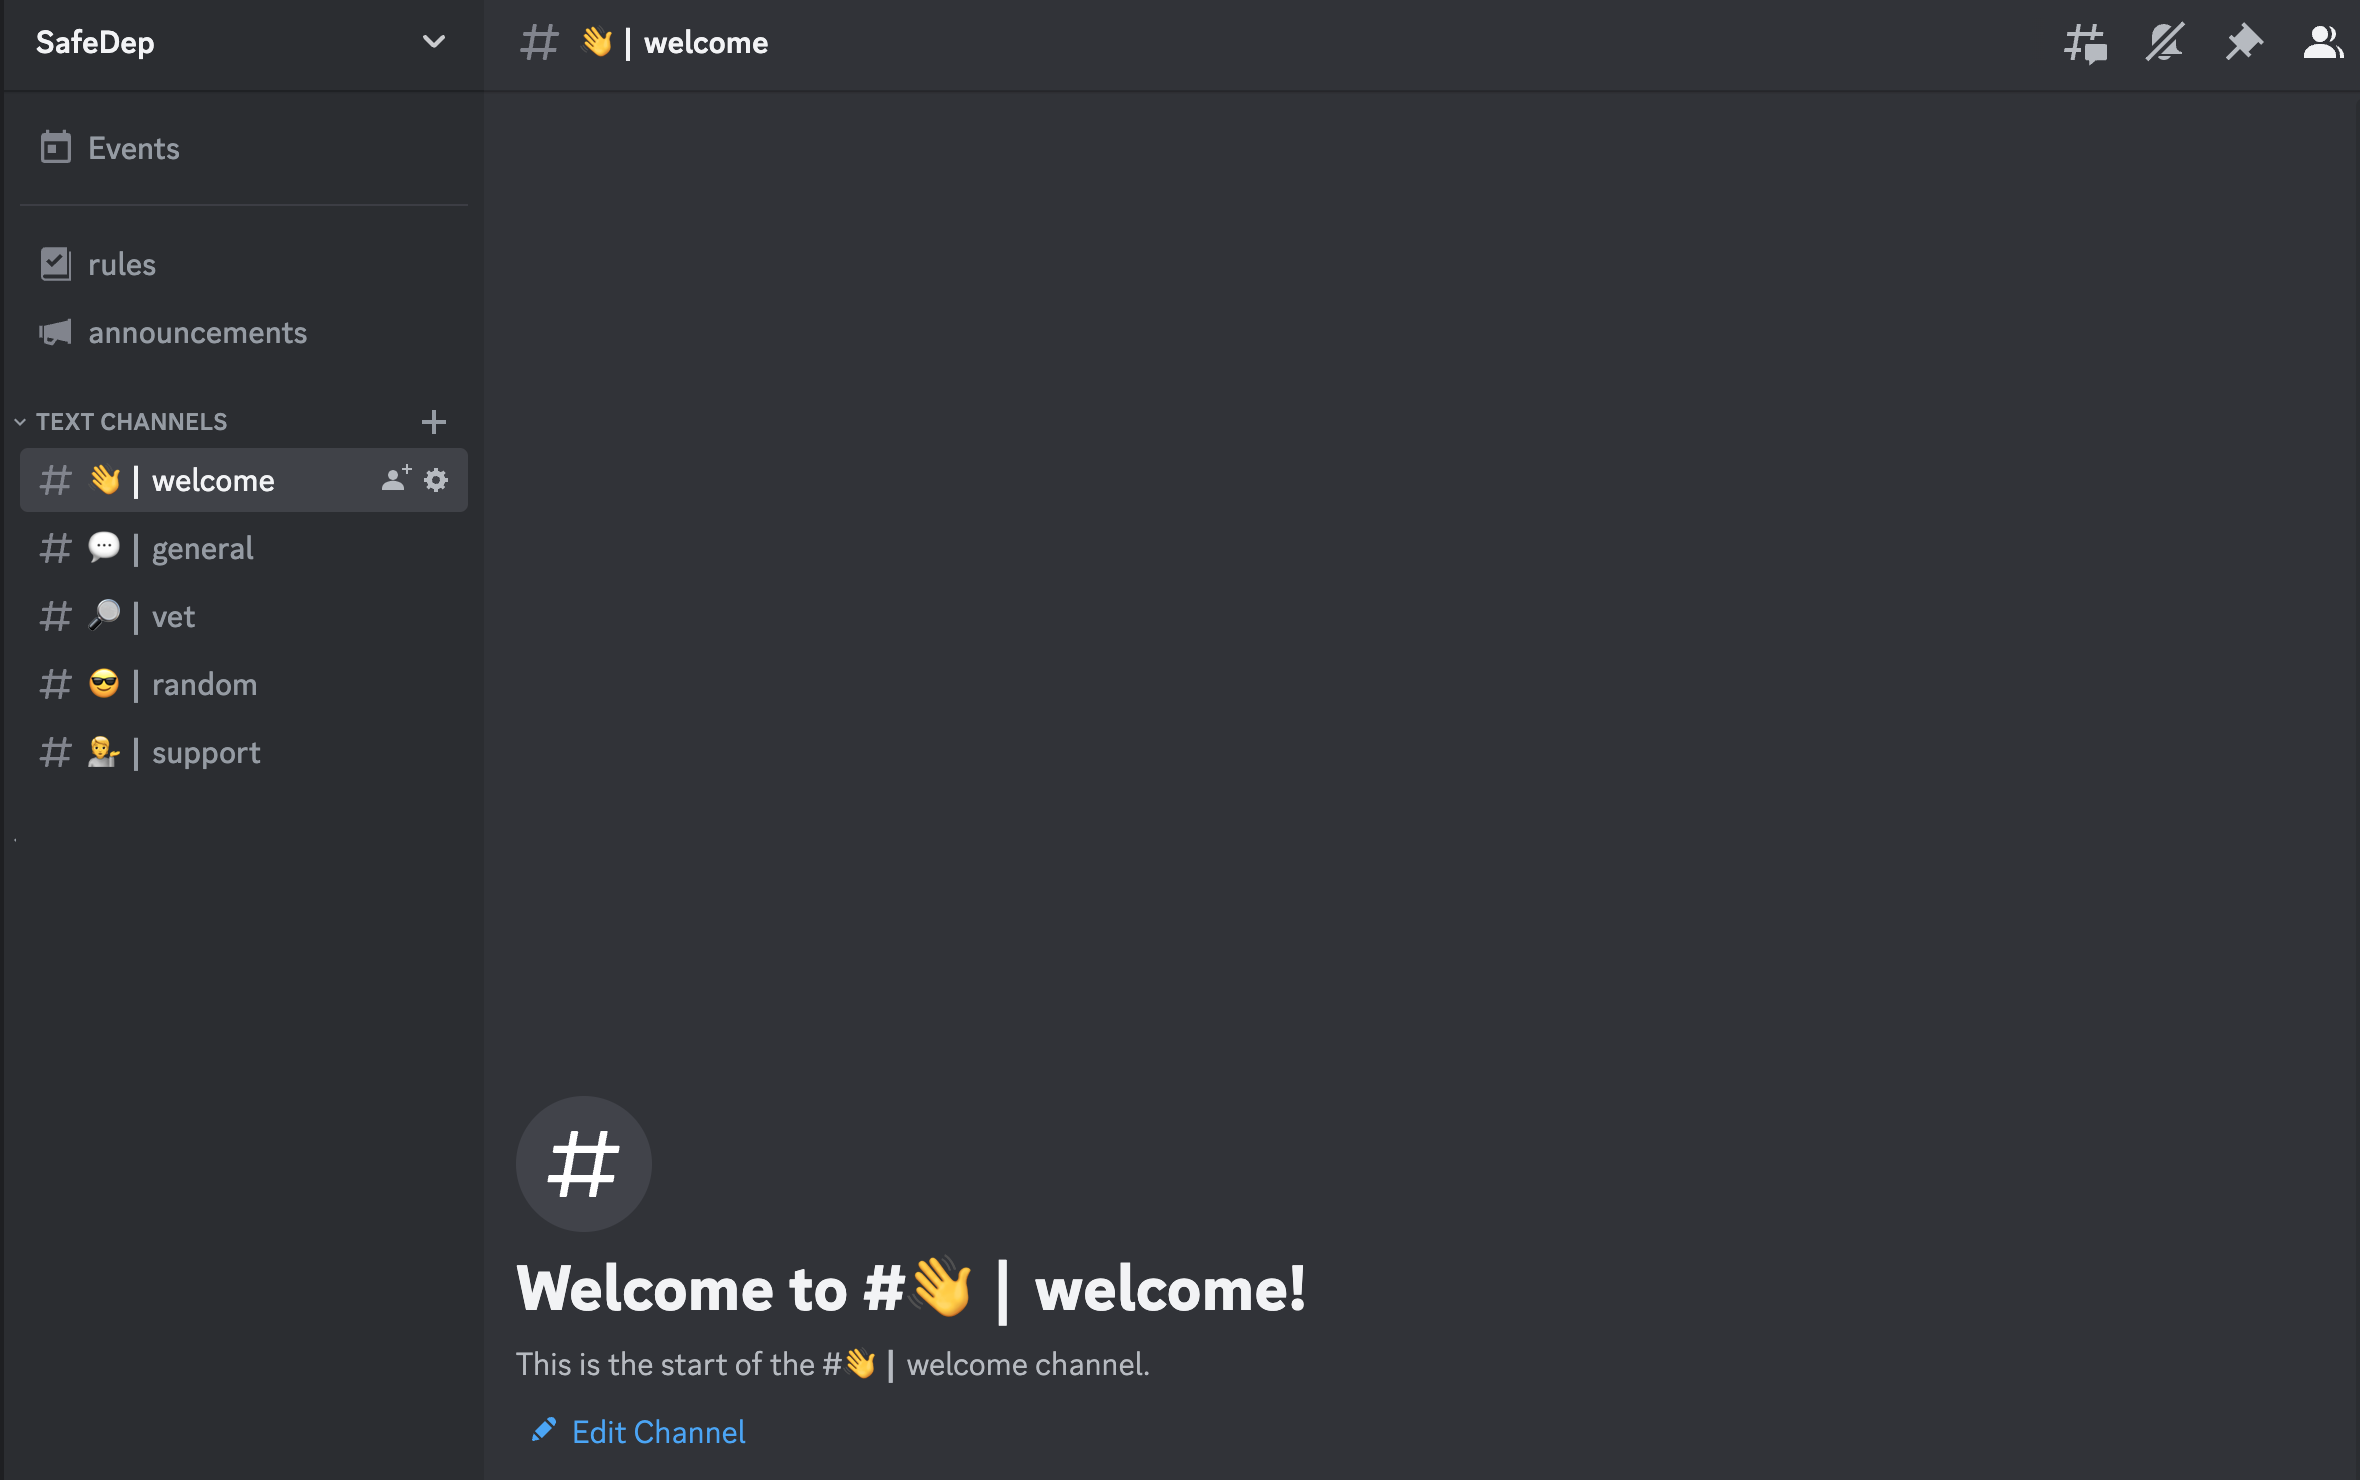 SafeDep
Events
rules
announcements
TEXT CHANNELS
# 👋 | welcome
# 💬 | general
# 🔎 | vet
# 😎 | random
# 💁 | support
# 👋 | welcome
#
Welcome to #👋 | welcome!
This is the start of the #👋 | welcome channel.
Edit Channel